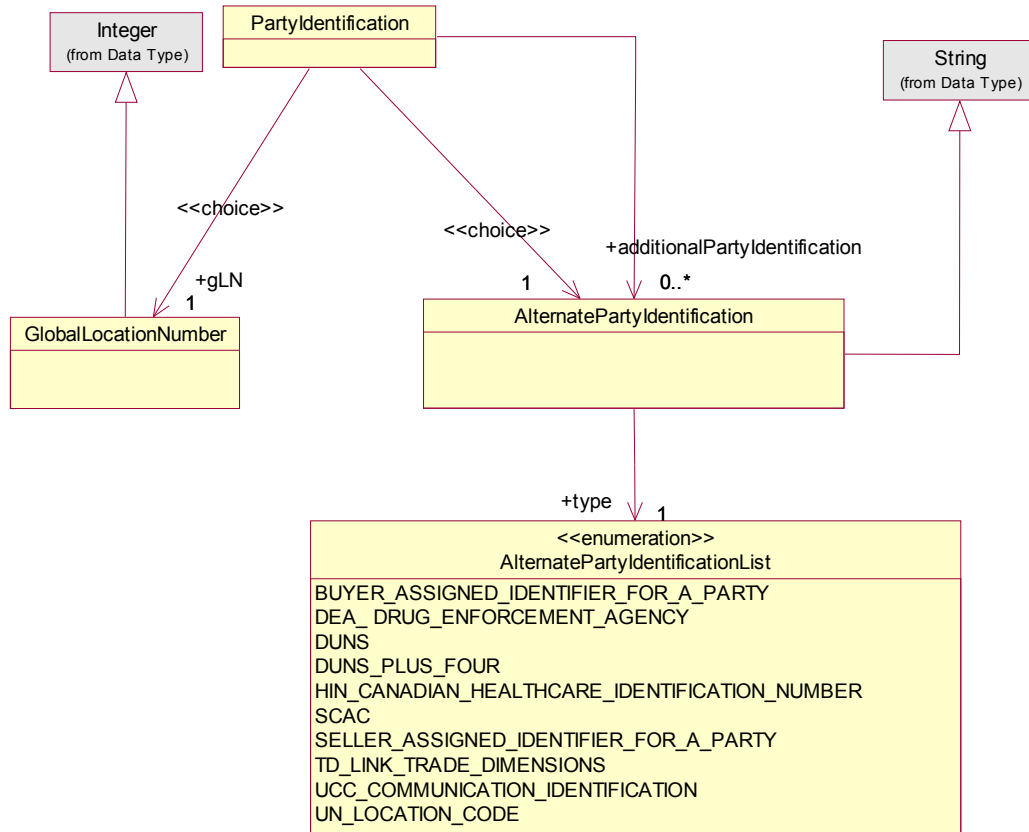 Integer
(from Data Type)
PartyIdentification
String
(from Data Type)
<<choice>>
<<choice>>
+additionalPartyIdentification
+gLN
1
1
0..*
GlobalLocationNumber
AlternatePartyIdentification
+type
1
<<enumeration>>
AlternatePartyIdentificationList
BUYER_ASSIGNED_IDENTIFIER_FOR_A_PARTY
DEA_ DRUG_ENFORCEMENT_AGENCY
DUNS
DUNS_PLUS_FOUR
HIN_CANADIAN_HEALTHCARE_IDENTIFICATION_NUMBER
SCAC
SELLER_ASSIGNED_IDENTIFIER_FOR_A_PARTY
TD_LINK_TRADE_DIMENSIONS
UCC_COMMUNICATION_IDENTIFICATION
UN_LOCATION_CODE